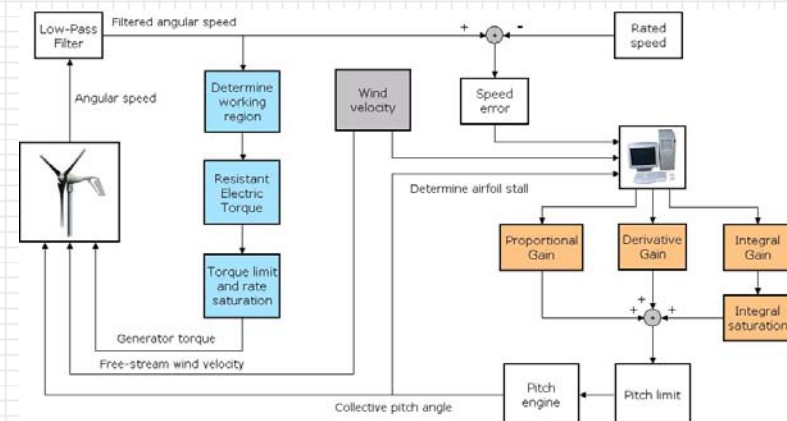 Filtered angular speed
Low-Pass
Filter
+
-
Rated
speed
Angular speed
Determine
working
region
Wind
velocity
Speed
error
Resistant
Electric
Torque
Determine airfoil stall
Proportional
Gain
Derivative
Gain
Integral
Gain
Torque limit
and rate
saturation
+
+
+
Integral
saturation
Generator torque
Free-stream wind velocity
Pitch
engine
Pitch limit
Collective pitch angle